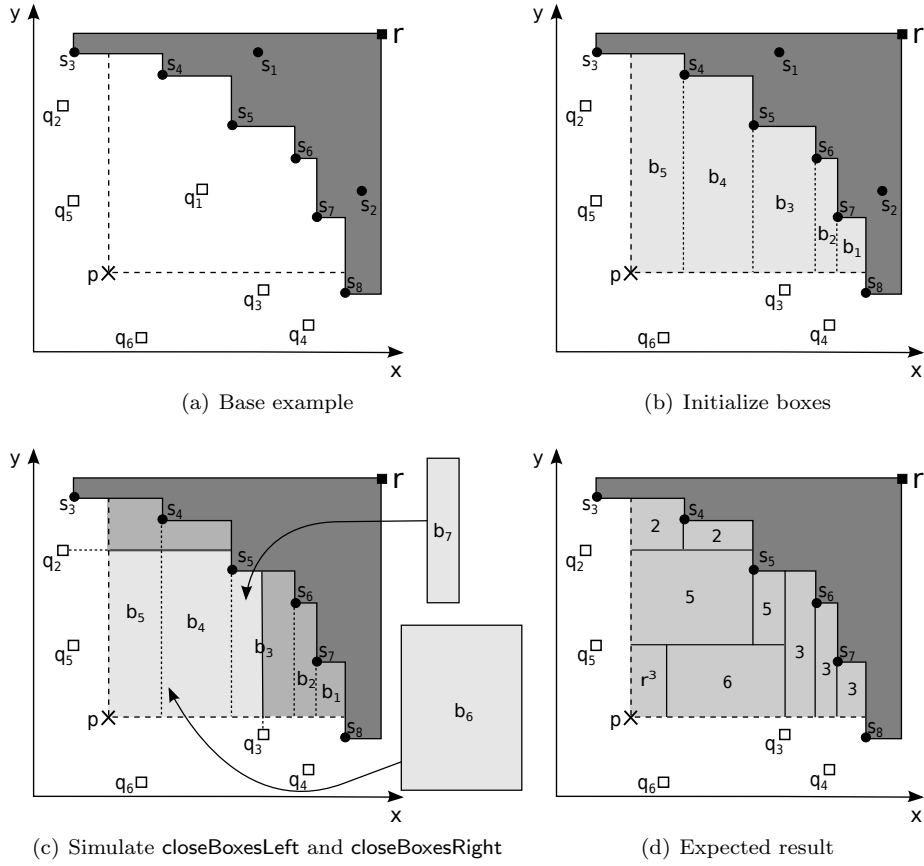 y
r
s3
s4
s1
q2
s5
s6
q1
s2
q5
s7
p
q3
s8
q4
q6
x
(a) Base example
y
r
s3
s4
s1
q2
s5
s6
b5
b4
b3
s2
q5
s7
b2
b1
p
q3
s8
q4
q6
x
(b) Initialize boxes
y
r
s3
s4
b7
q2
s5
s6
b5
b4
b3
q5
s7
b2
b1
b6
p
q3
s8
q4
q6
x
(c) Simulate closeBoxesLeft and closeBoxesRight
y
r
s3
s4
2
2
q2
s5
s6
5
5
q5
s7
3
3
3
r³
6
p
q3
s8
q4
q6
x
(d) Expected result